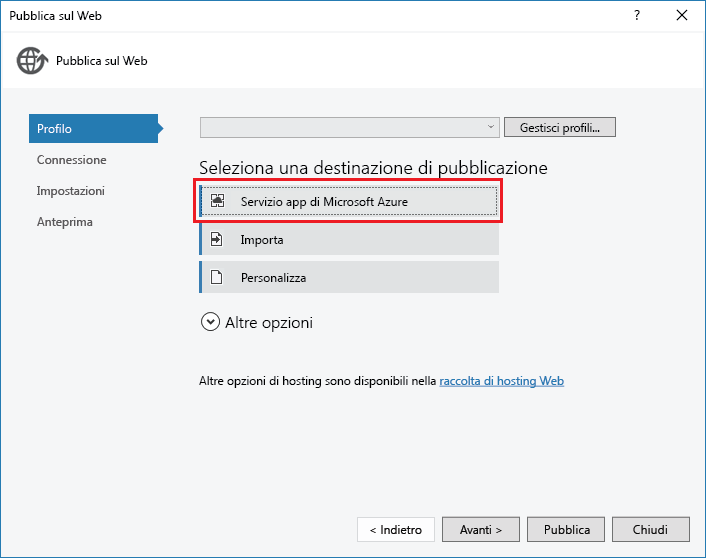 Pubblica sul Web
?
Pubblica sul Web
Profilo
Connessione
Impostazioni
Anteprima
Gestisci profili...
Seleziona una destinazione di pubblicazione
Servizio app di Microsoft Azure
Importa
Personalizza
Altre opzioni
Altre opzioni di hosting sono disponibili nella raccolta di hosting Web
< Indietro
Avanti >
Pubblica
Chiudi